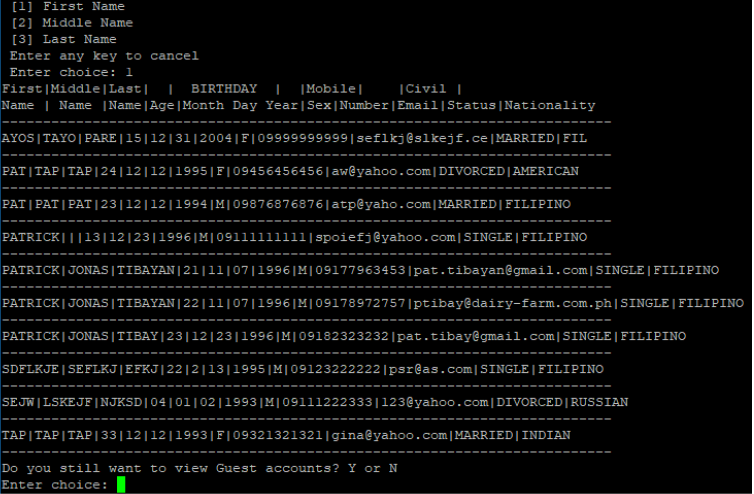 [1] First Name
[2] Middle Name
[3] Last Name
Enter any key to cancel
Enter choice: 1
First|Middle|Last|  |  BIRTHDAY  |  |Mobile|    |Civil |
Name | Name |Name|Age|Month Day Year|Sex|Number|Email|Status|Nationality
--------------------------------------------------------------------------
AYOS|TAYO|PARE|15|12|31|2004|F|09999999999|seflkj@slkejf.ce|MARRIED|FIL
--------------------------------------------------------------------------
PAT|TAP|TAP|24|12|12|1995|F|09456456456|aw@yahoo.com|DIVORCED|AMERICAN
--------------------------------------------------------------------------
PAT|PAT|PAT|23|12|12|1994|M|09876876876|atp@yaho.com|MARRIED|FILIPINO
--------------------------------------------------------------------------
PATRICK|||13|12|23|1996|M|09111111111|spoiefj@yahoo.com|SINGLE|FILIPINO
--------------------------------------------------------------------------
PATRICK|JONAS|TIBAYAN|21|11|07|1996|M|09177963453|pat.tibayan@gmail.com|SINGLE|FILIPINO
--------------------------------------------------------------------------
PATRICK|JONAS|TIBAYAN|22|11|07|1996|M|09178972757|ptibay@dairy-farm.com.ph|SINGLE|FILIPINO
--------------------------------------------------------------------------
PATRICK|JONAS|TIBAY|23|12|23|1996|M|09182323232|pat.tibay@gmail.com|SINGLE|FILIPINO
--------------------------------------------------------------------------
SDFLKJE|SEFLKJ|EFKJ|22|2|13|1995|M|09123222222|psr@as.com|SINGLE|FILIPINO
--------------------------------------------------------------------------
SEJW|LSKEJF|NJKSD|04|01|02|1993|M|09111222333|123@yahoo.com|DIVORCED|RUSSIAN
--------------------------------------------------------------------------
TAP|TAP|TAP|33|12|12|1993|F|09321321321|gina@yahoo.com|MARRIED|INDIAN
--------------------------------------------------------------------------
Do you still want to view Guest accounts? Y or N
Enter choice: